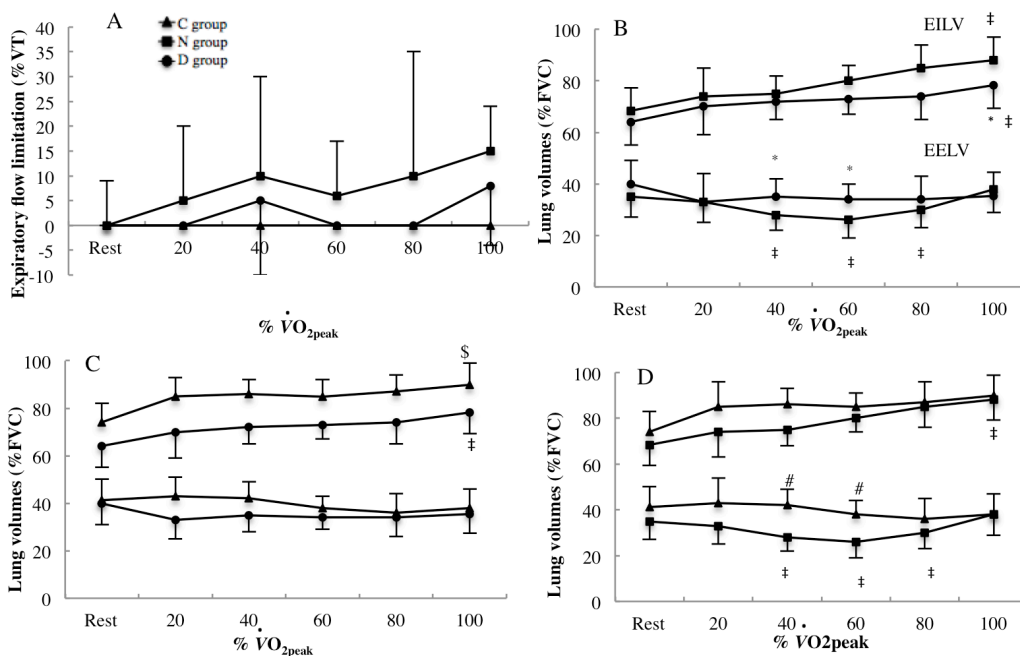 A
C group
N group
D group
Expiratory flow limitation (%VT)
40
35
30
25
20
15
10
5
0
-5
-10
Rest 20 40 60 80 100
% V̇O2peak
B
EILV
‡
Lung volumes (%FVC)
100
80
60
40
20
0
* ‡
EELV
* *
‡ ‡ ‡
Rest 20 40 60 80 100
% V̇O2peak
C
$
Lung volumes (%FVC)
100
80
60
40
20
0
‡
Rest 20 40 60 80 100
% V̇O2peak
D
Lung volumes (%FVC)
100
80
60
40
20
0
‡
# #
‡ ‡ ‡
Rest 20 40 60 80 100
% V̇O2peak